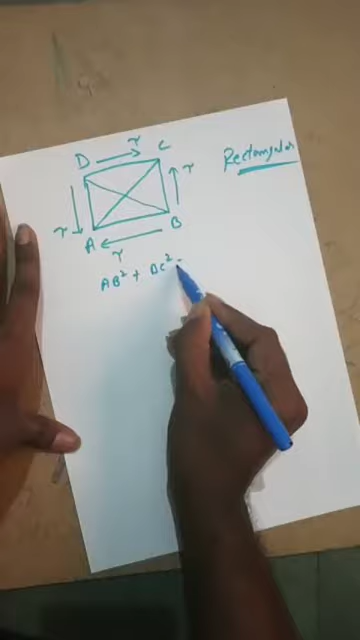 τ
D C
Rectangular
τ
τ
A B
τ
AB² + BC² =